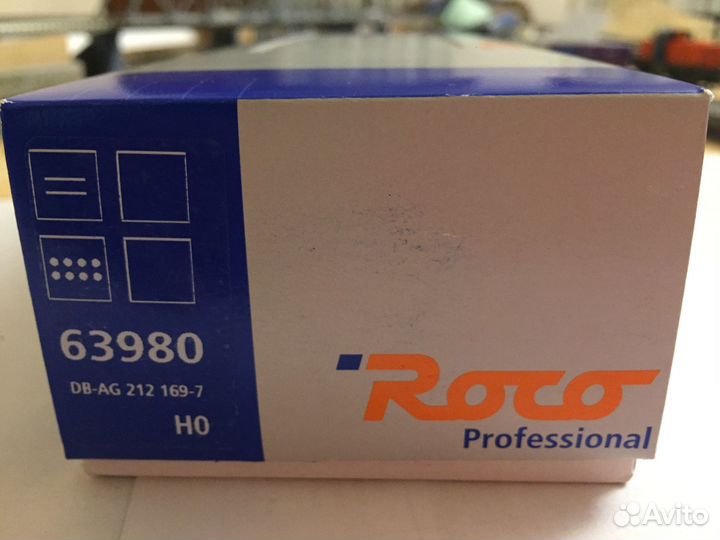 63980
DB-AG 212 169-7
H0
Roco
Professional
Avito